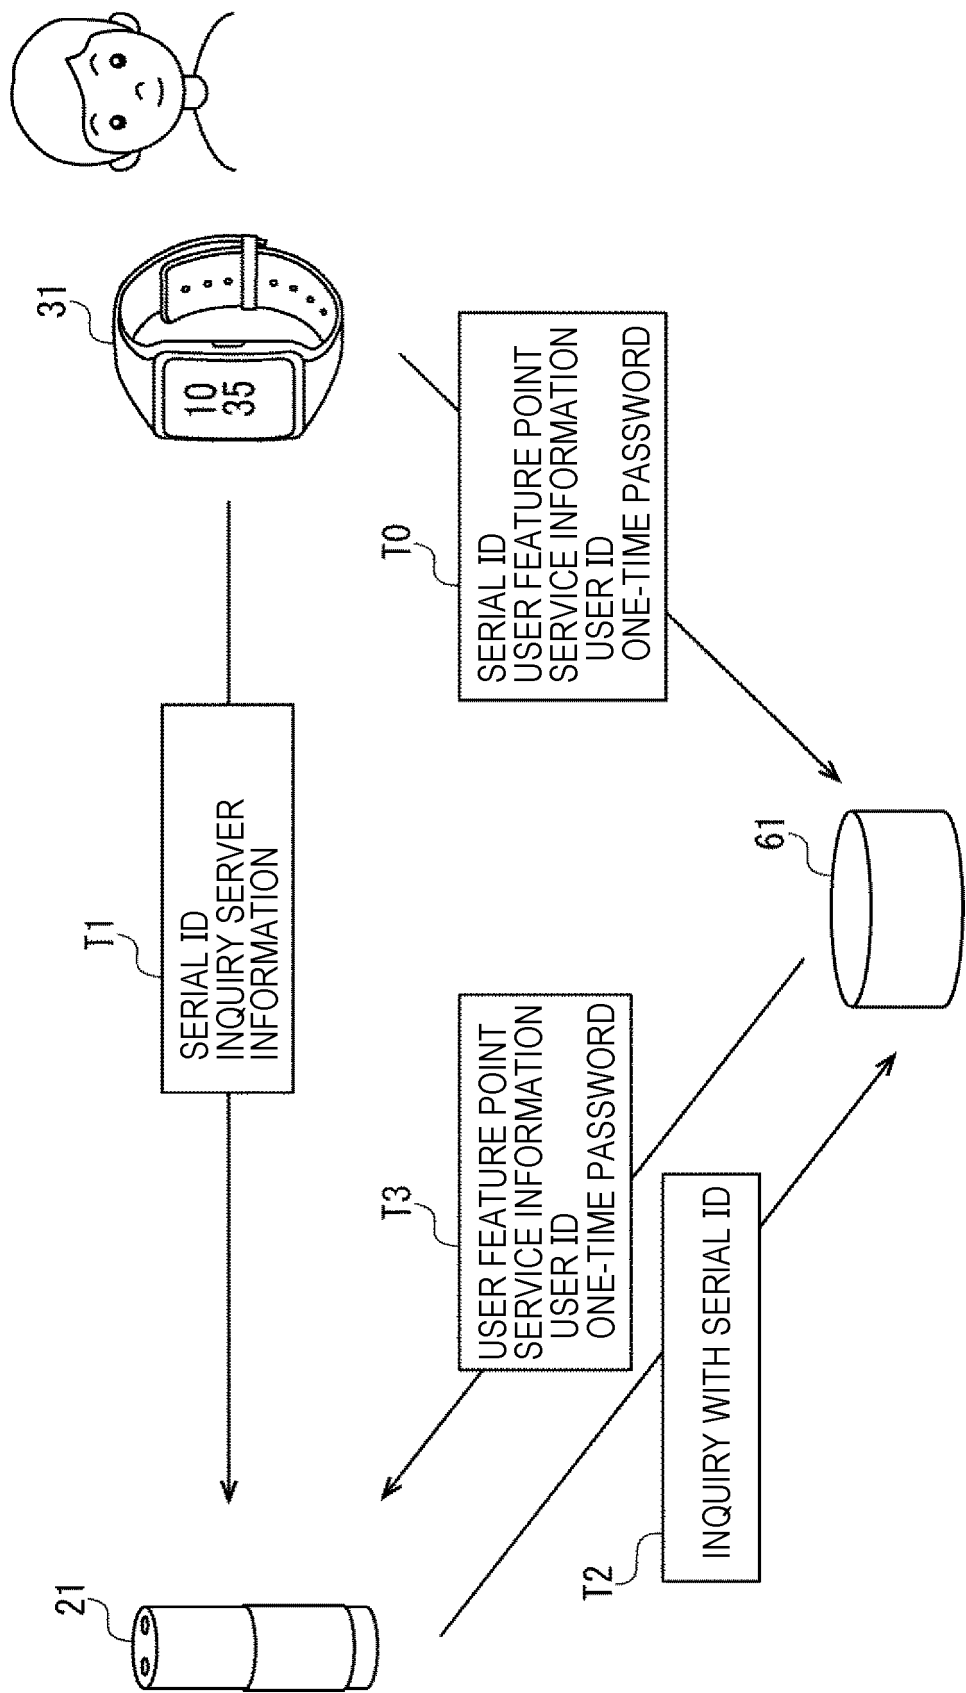 21
31
10
35
T1
SERIAL ID
INQUIRY SERVER
INFORMATION
T3
USER FEATURE POINT
SERVICE INFORMATION
USER ID
ONE-TIME PASSWORD
T0
SERIAL ID
USER FEATURE POINT
SERVICE INFORMATION
USER ID
ONE-TIME PASSWORD
T2
INQUIRY WITH SERIAL ID
61